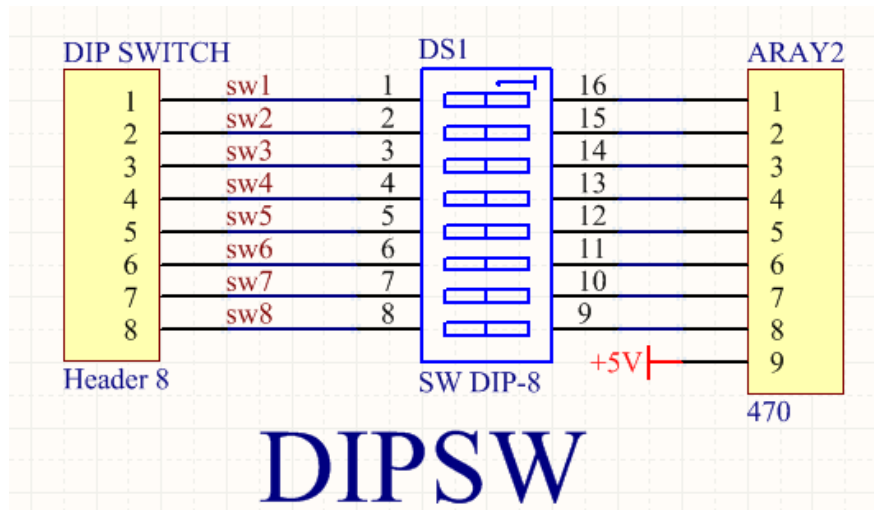 DIP SWITCH DS1 ARAY2
1 sw1 1 16 1
2 sw2 2 15 2
3 sw3 3 14 3
4 sw4 4 13 4
5 sw5 5 12 5
6 sw6 6 11 6
7 sw7 7 10 7
8 sw8 8 9 8
+5V 9
Header 8 SW DIP-8 470
DIPSW